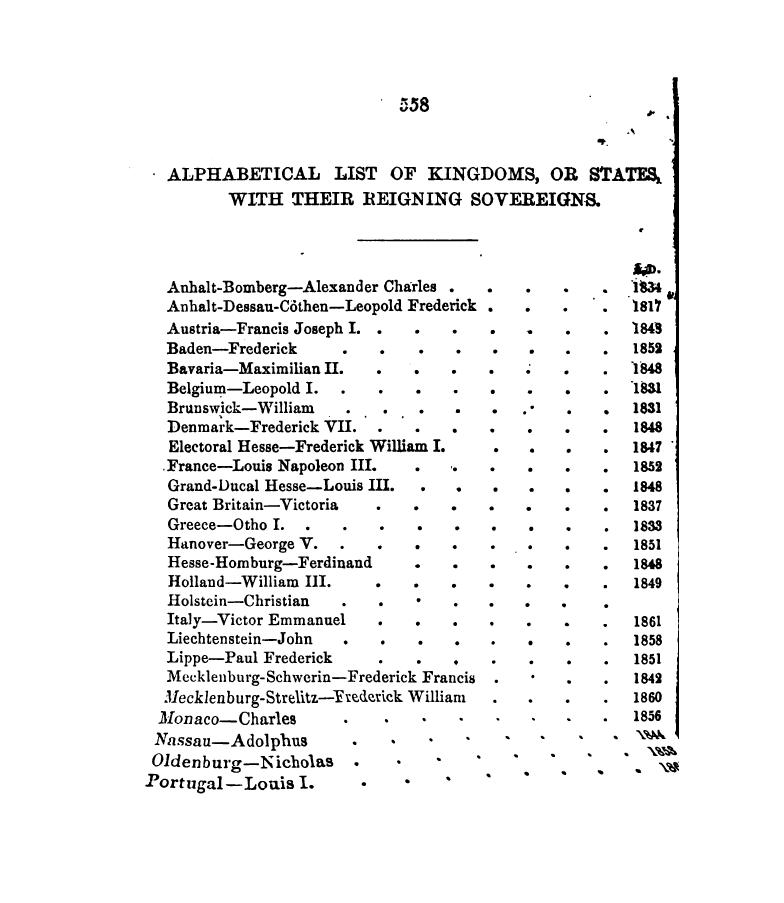 558
ALPHABETICAL LIST OF KINGDOMS, OR STATES,
WITH THEIR REIGNING SOVEREIGNS.
A.D.
Anhalt-Bomberg—Alexander Charles . . . . . 1834
Anhalt-Dessau-Cöthen—Leopold Frederick . . . . 1817
Austria—Francis Joseph I. . . . . . . . 1848
Baden—Frederick . . . . . . . . 1852
Bavaria—Maximilian II. . . . . . . . 1848
Belgium—Leopold I. . . . . . . . . 1831
Brunswick—William . . . . . . . . 1831
Denmark—Frederick VII. . . . . . . . 1848
Electoral Hesse—Frederick William I. . . . . 1847
France—Louis Napoleon III. . . . . . . 1852
Grand-Ducal Hesse—Louis III. . . . . . . 1848
Great Britain—Victoria . . . . . . . 1837
Greece—Otho I. . . . . . . . . . 1833
Hanover—George V. . . . . . . . . 1851
Hesse-Homburg—Ferdinand . . . . . . 1848
Holland—William III. . . . . . . . 1849
Holstein—Christian . . . . . . . .
Italy—Victor Emmanuel . . . . . . . 1861
Liechtenstein—John . . . . . . . . 1858
Lippe—Paul Frederick . . . . . . . 1851
Mecklenburg-Schwerin—Frederick Francis . . . . 1842
Mecklenburg-Strelitz—Frederick William . . . . 1860
Monaco—Charles . . . . . . . . 1856
Nassau—Adolphus . . . . . . . . 1844
Oldenburg—Nicholas . . . . . . . . 1853
Portugal—Louis I. . . . . . . . .